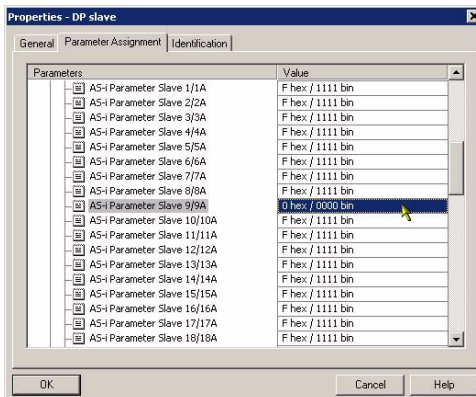 Properties - DP slave
General Parameter Assignment Identification
Parameters Value
AS-i Parameter Slave 1/1A F hex / 1111 bin
AS-i Parameter Slave 2/2A F hex / 1111 bin
AS-i Parameter Slave 3/3A F hex / 1111 bin
AS-i Parameter Slave 4/4A F hex / 1111 bin
AS-i Parameter Slave 5/5A F hex / 1111 bin
AS-i Parameter Slave 6/6A F hex / 1111 bin
AS-i Parameter Slave 7/7A F hex / 1111 bin
AS-i Parameter Slave 8/8A F hex / 1111 bin
AS-i Parameter Slave 9/9A 0 hex / 0000 bin
AS-i Parameter Slave 10/10A F hex / 1111 bin
AS-i Parameter Slave 11/11A F hex / 1111 bin
AS-i Parameter Slave 12/12A F hex / 1111 bin
AS-i Parameter Slave 13/13A F hex / 1111 bin
AS-i Parameter Slave 14/14A F hex / 1111 bin
AS-i Parameter Slave 15/15A F hex / 1111 bin
AS-i Parameter Slave 16/16A F hex / 1111 bin
AS-i Parameter Slave 17/17A F hex / 1111 bin
AS-i Parameter Slave 18/18A F hex / 1111 bin
OK Cancel Help